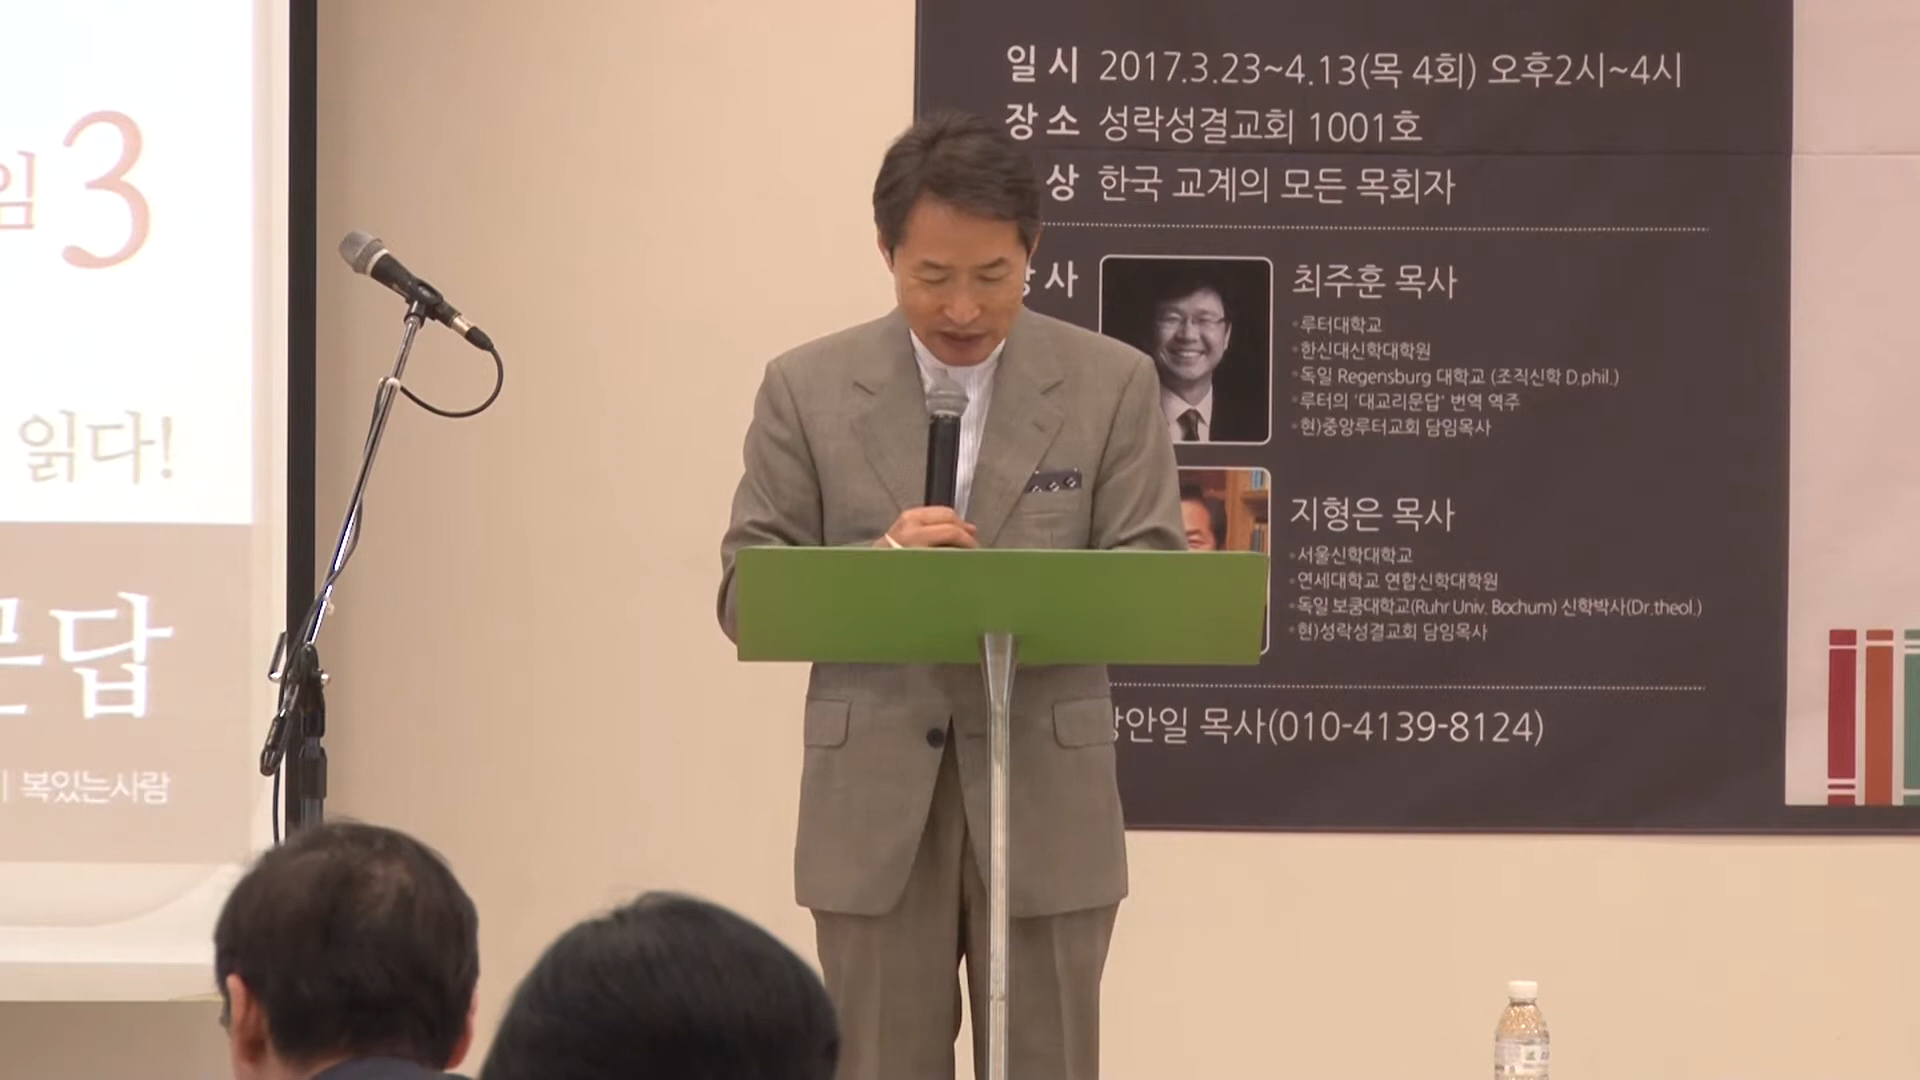 임3
읽다!
문답
| 복있는사람
일시 2017.3.23~4.13(목 4회) 오후2시~4시
장소 성락성결교회 1001호
상 한국 교계의 모든 목회자
사
최주훈 목사
•루터대학교
•한신대신학대학원
•독일 Regensburg 대학교 (조직신학 D.phil.)
•루터의 '대교리문답' 번역 역주
•현)중앙루터교회 담임목사
지형은 목사
•서울신학대학교
•연세대학교 연합신학대학원
•독일 보쿵대학교(Ruhr Univ. Bochum) 신학박사(Dr.theol.)
•현)성락성결교회 담임목사
안일 목사(010-4139-8124)